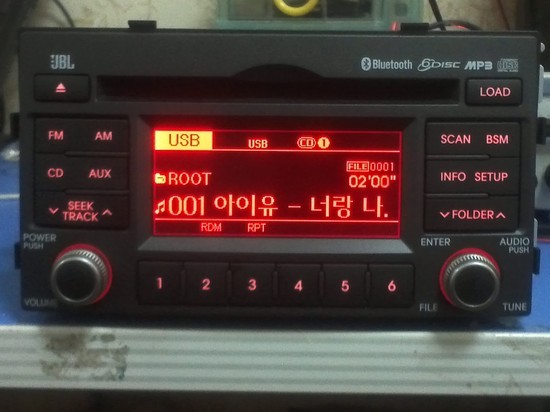 JBL
Bluetooth 6DISC MP3
LOAD
FM AM
CD AUX
SEEK
TRACK
POWER
PUSH
VOLUME
USB USB CD 1
FILE 0001
ROOT 02'00"
001 아이유 - 너랑 나.
RDM RPT
1 2 3 4 5 6
SCAN BSM
INFO SETUP
FOLDER
ENTER AUDIO
PUSH
FILE TUNE